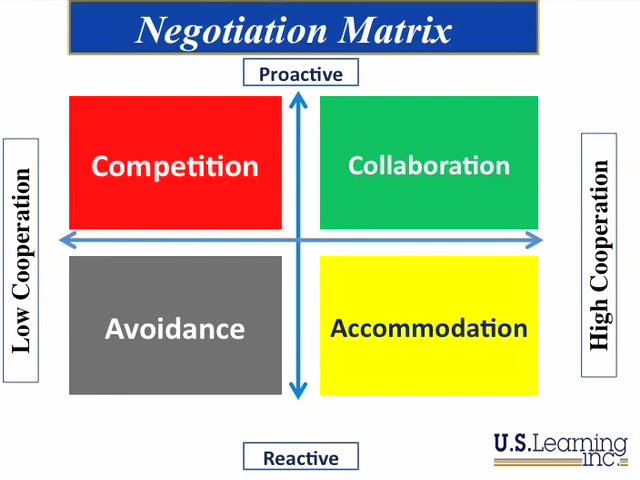 Negotiation Matrix
Proactive
Competition
Collaboration
Low Cooperation
High Cooperation
Avoidance
Accommodation
Reactive
U.S. Learning
inc.